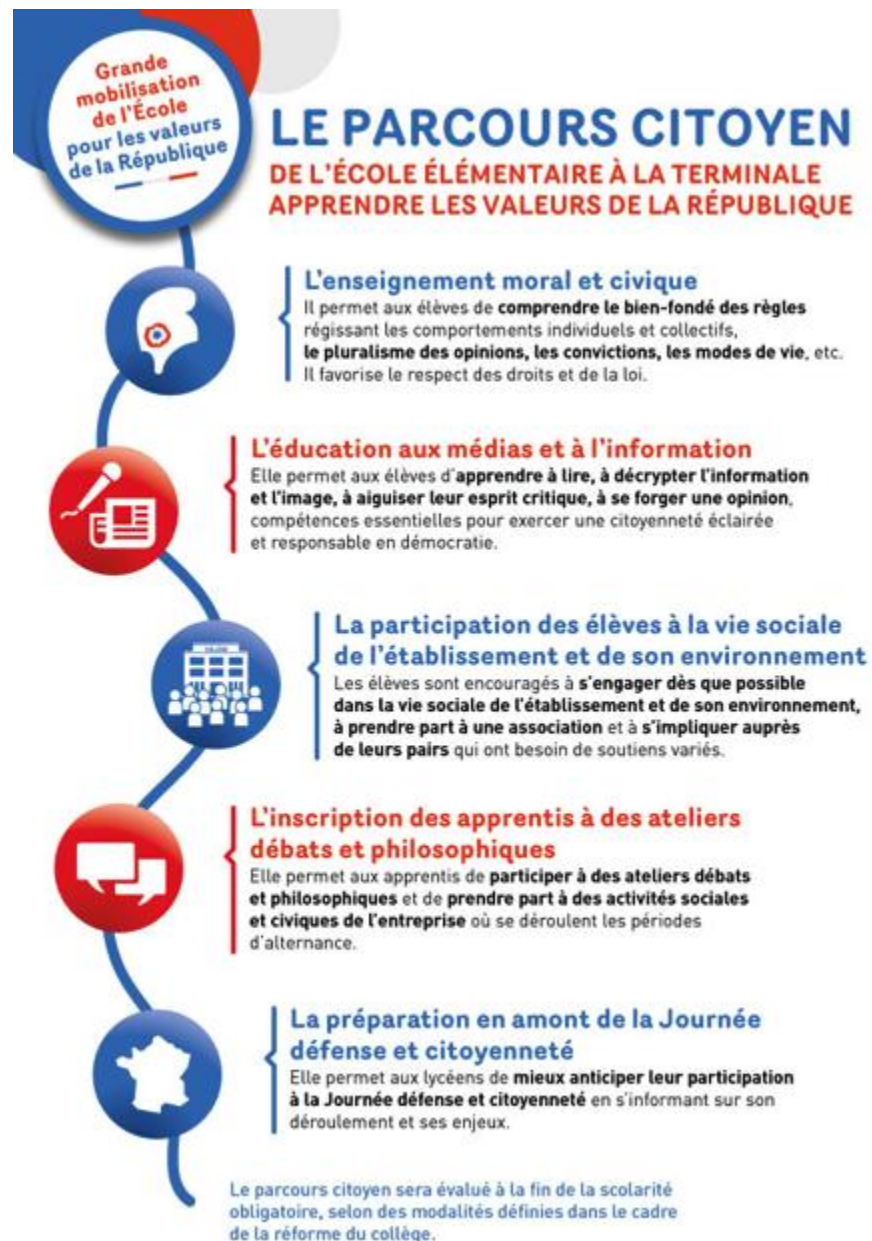 Grande
mobilisation
de l'École
pour les valeurs
de la République
LE PARCOURS CITOYEN
DE L'ÉCOLE ÉLÉMENTAIRE À LA TERMINALE
APPRENDRE LES VALEURS DE LA RÉPUBLIQUE
L'enseignement moral et civique
Il permet aux élèves de comprendre le bien-fondé des règles
régissant les comportements individuels et collectifs,
le pluralisme des opinions, les convictions, les modes de vie, etc.
Il favorise le respect des droits et de la loi.
L'éducation aux médias et à l'information
Elle permet aux élèves d'apprendre à lire, à décrypter l'information
et l'image, à aiguiser leur esprit critique, à se forger une opinion,
compétences essentielles pour exercer une citoyenneté éclairée
et responsable en démocratie.
La participation des élèves à la vie sociale
de l'établissement et de son environnement
Les élèves sont encouragés à s'engager dès que possible
dans la vie sociale de l'établissement et de son environnement,
à prendre part à une association et à s'impliquer auprès
de leurs pairs qui ont besoin de soutiens variés.
L'inscription des apprentis à des ateliers
débats et philosophiques
Elle permet aux apprentis de participer à des ateliers débats
et philosophiques et de prendre part à des activités sociales
et civiques de l'entreprise où se déroulent les périodes
d'alternance.
La préparation en amont de la Journée
défense et citoyenneté
Elle permet aux lycéens de mieux anticiper leur participation
à la Journée défense et citoyenneté en s'informant sur son
déroulement et ses enjeux.
Le parcours citoyen sera évalué à la fin de la scolarité
obligatoire, selon des modalités définies dans le cadre
de la réforme du collège.